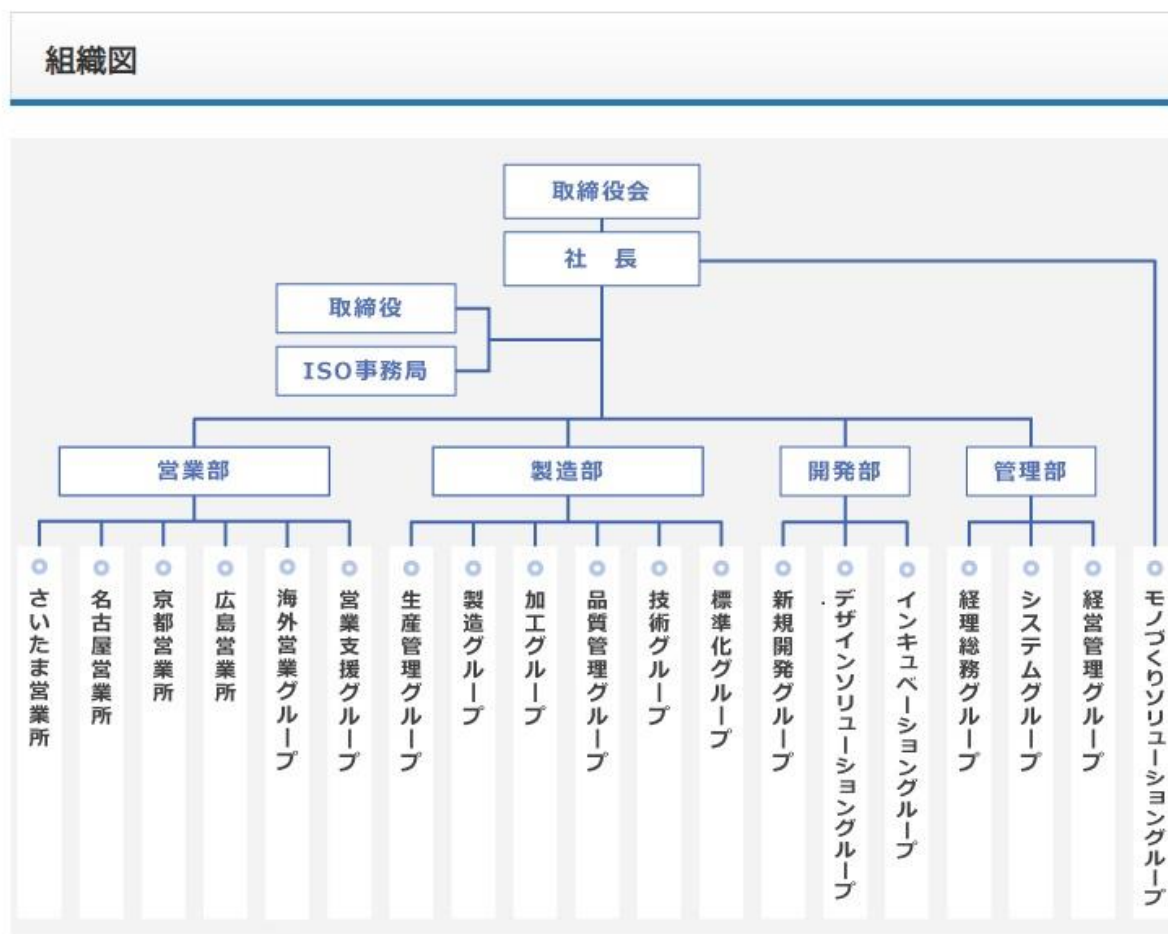 組織図
取締役会
社 長
取締役
ISO事務局
営業部
製造部
開発部
管理部
さいたま営業所
名古屋営業所
京都営業所
広島営業所
海外営業グループ
営業支援グループ
生産管理グループ
製造グループ
加工グループ
品質管理グループ
技術グループ
標準化グループ
新規開発グループ
デザインソリューショングループ
インキュベーショングループ
経理総務グループ
システムグループ
経営管理グループ
モノづくりソリューショングループ